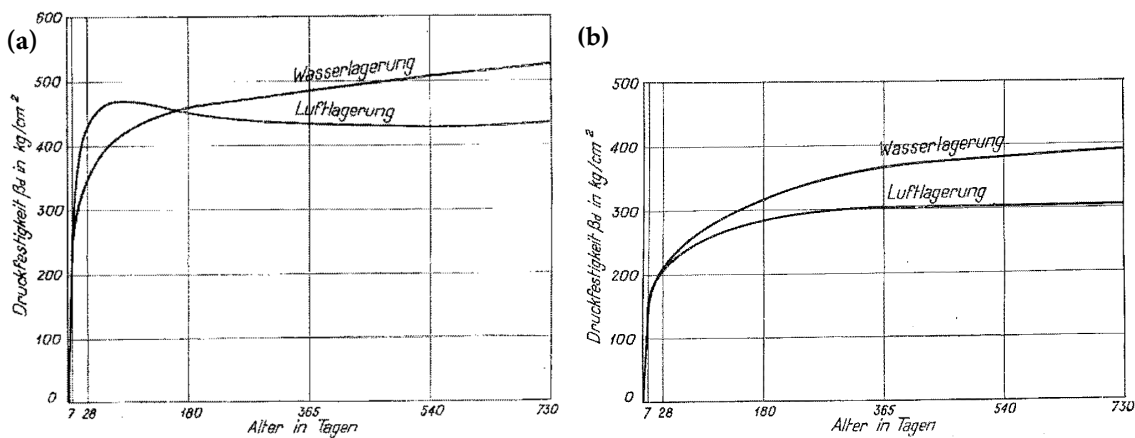 (a)
600
500
400
300
200
100
0
Druckfestigkeit βd in kg/cm²
Wasserlagerung
Luftlagerung
7 28 180 365 540 730
Alter in Tagen
(b)
500
400
300
200
100
0
Druckfestigkeit βd in kg/cm²
Wasserlagerung
Luftlagerung
7 28 180 365 540 730
Alter in Tagen